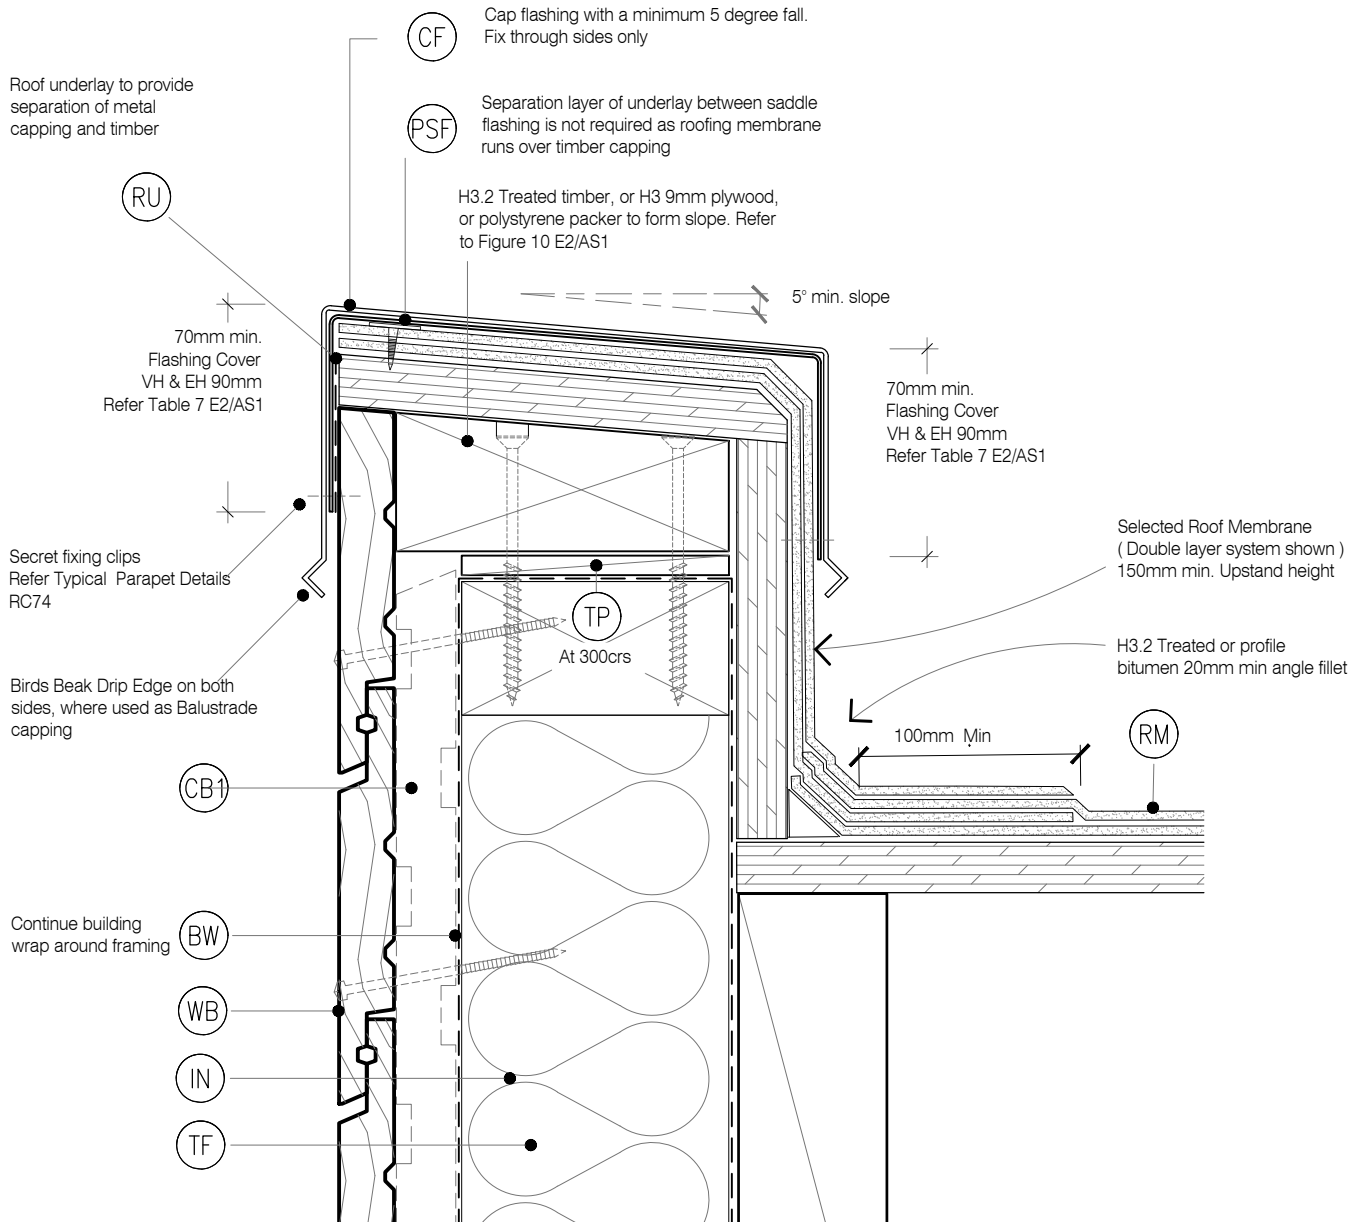 CF
Cap flashing with a minimum 5 degree fall.
Fix through sides only
Roof underlay to provide
separation of metal
capping and timber
PSF
Separation layer of underlay between saddle
flashing is not required as roofing membrane
runs over timber capping
RU
H3.2 Treated timber, or H3 9mm plywood,
or polystyrene packer to form slope. Refer
to Figure 10 E2/AS1
5° min. slope
70mm min.
Flashing Cover
VH & EH 90mm
Refer Table 7 E2/AS1
70mm min.
Flashing Cover
VH & EH 90mm
Refer Table 7 E2/AS1
Secret fixing clips
Refer Typical Parapet Details
RC74
Selected Roof Membrane
( Double layer system shown )
150mm min. Upstand height
TP
At 300crs
H3.2 Treated or profile
bitumen 20mm min angle fillet
Birds Beak Drip Edge on both
sides, where used as Balustrade
capping
100mm Min
RM
CB1
Continue building
wrap around framing
BW
WB
IN
TF